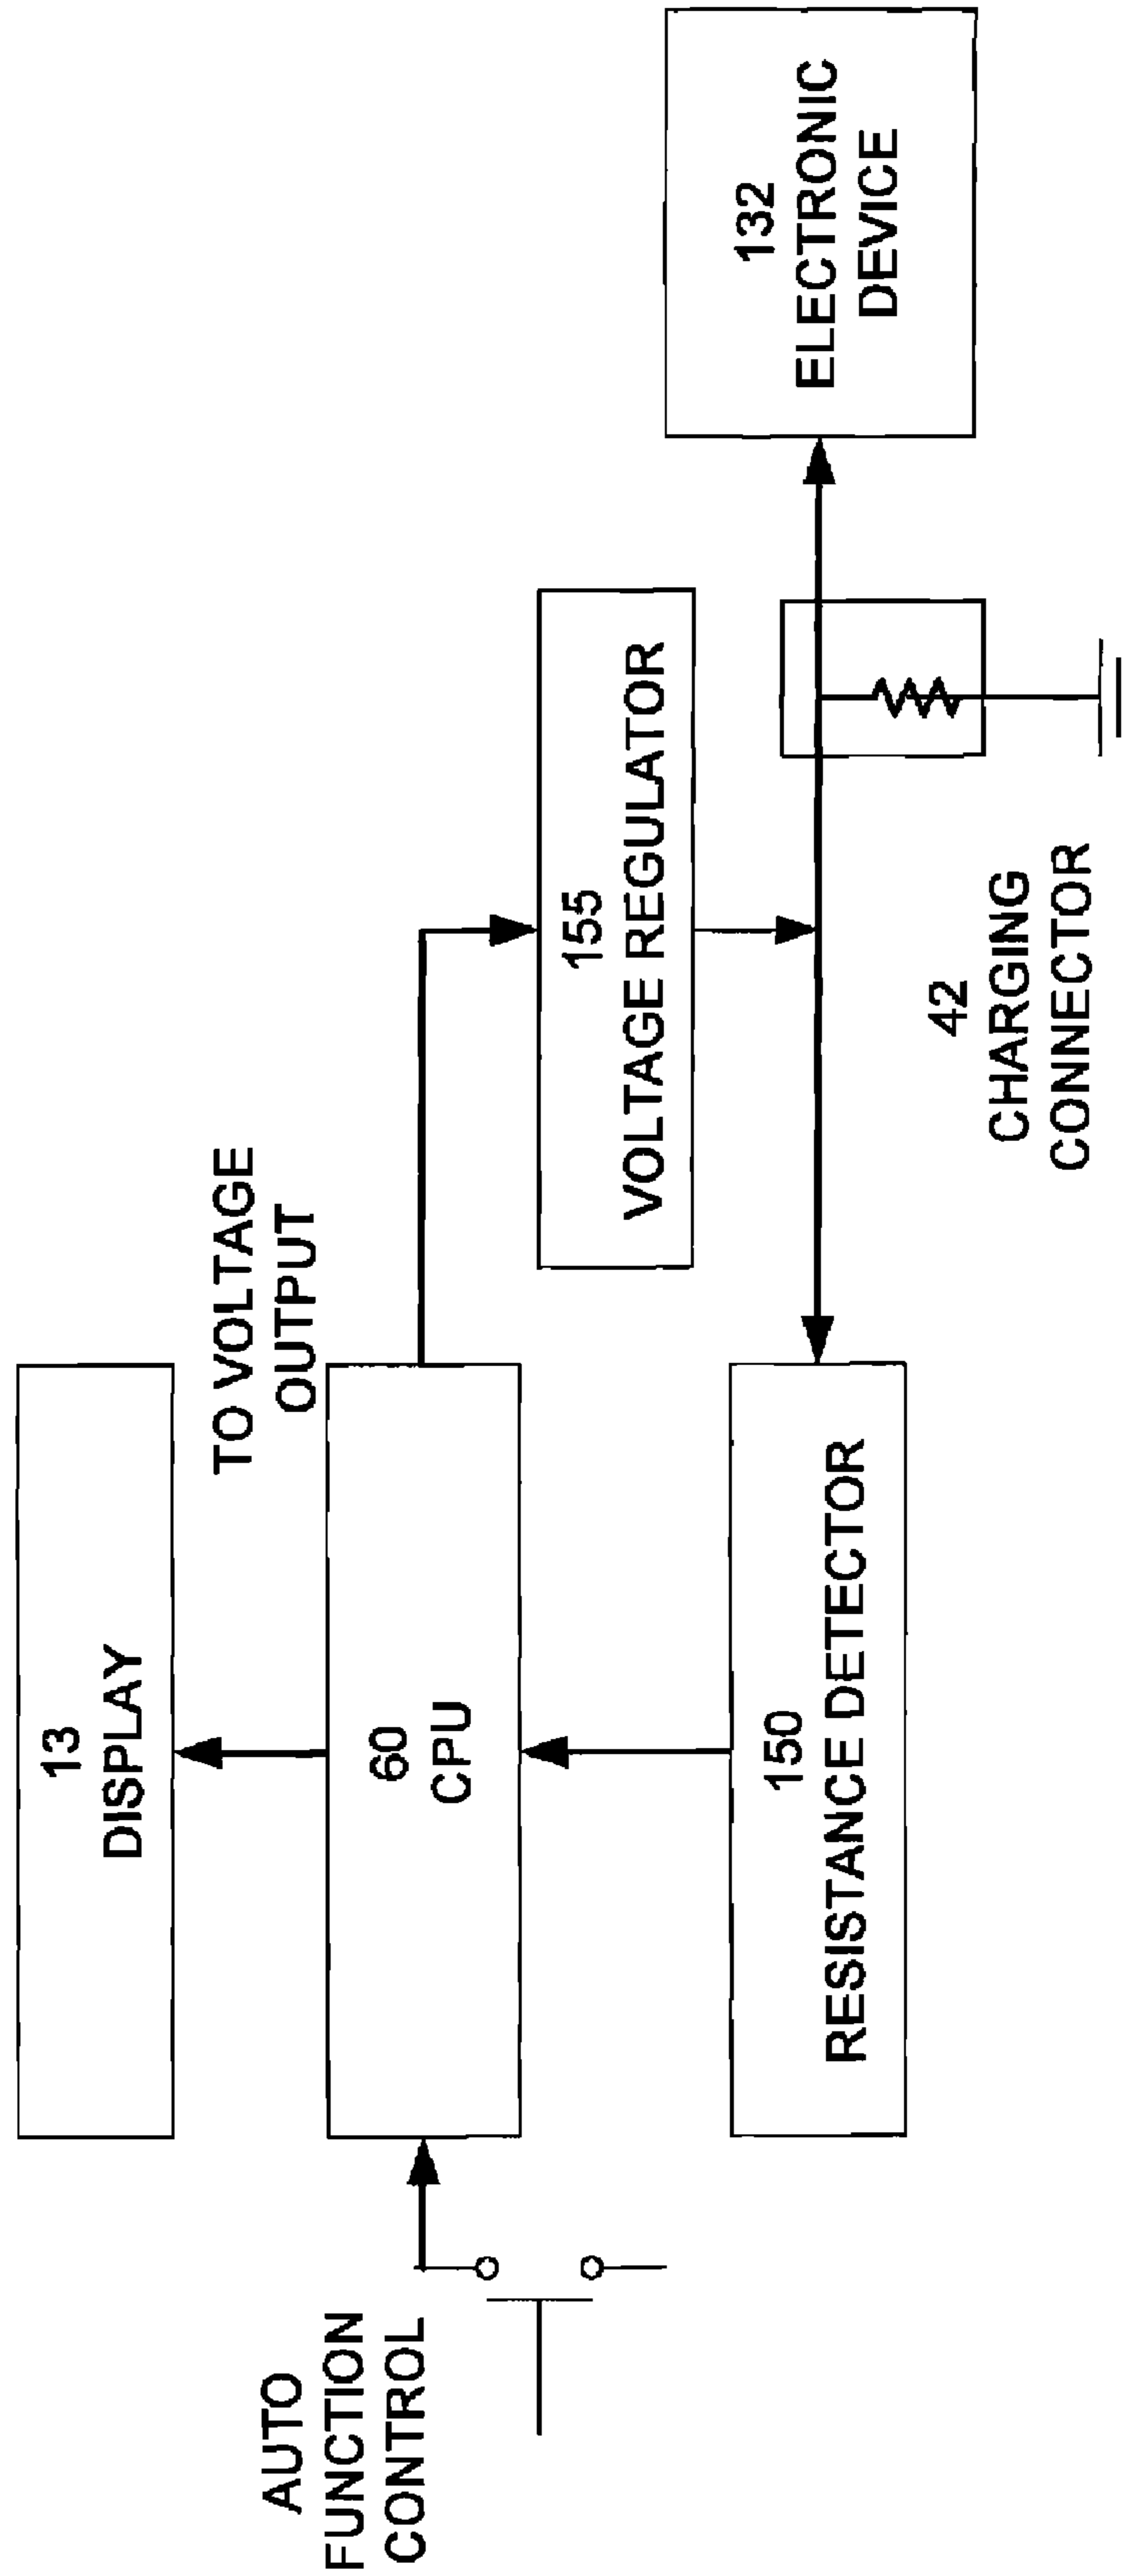 13
DISPLAY
TO VOLTAGE
OUTPUT
AUTO
FUNCTION
CONTROL
60
CPU
155
VOLTAGE REGULATOR
132
ELECTRONIC
DEVICE
150
RESISTANCE DETECTOR
42
CHARGING
CONNECTOR